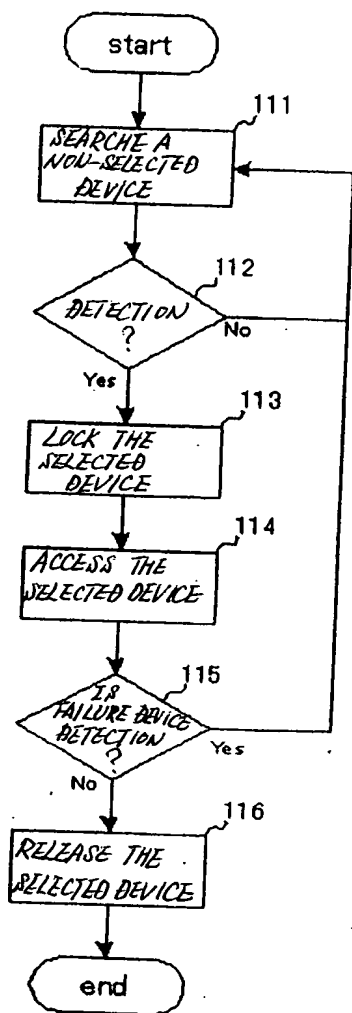 start
111
SEARCHE A
NON-SELECTED
DEVICE
112
DETECTION
?
No
Yes
113
LOCK THE
SELECTED
DEVICE
114
ACCESS THE
SELECTED DEVICE
115
IS
FAILURE DEVICE
DETECTION
?
Yes
No
116
RELEASE THE
SELECTED DEVICE
end